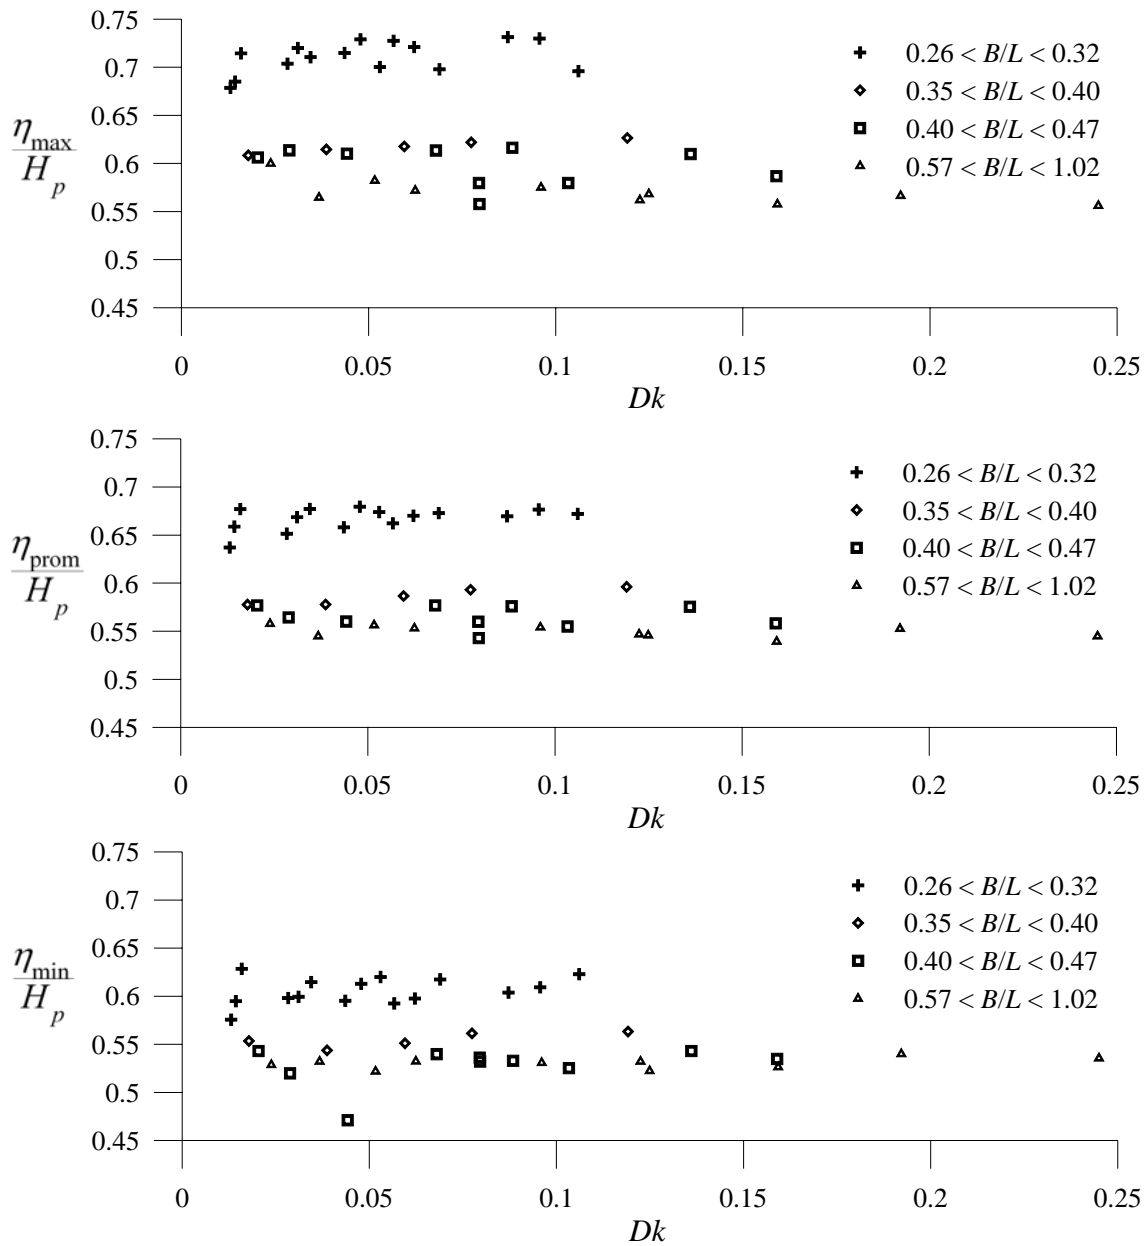 0.75
0.7
0.65
0.6
0.55
0.5
0.45
η_max / H_p
0.26 < B/L < 0.32
0.35 < B/L < 0.40
0.40 < B/L < 0.47
0.57 < B/L < 1.02
0 0.05 0.1 0.15 0.2 0.25
Dk
0.75
0.7
0.65
0.6
0.55
0.5
0.45
η_prom / H_p
0.26 < B/L < 0.32
0.35 < B/L < 0.40
0.40 < B/L < 0.47
0.57 < B/L < 1.02
0 0.05 0.1 0.15 0.2 0.25
Dk
0.75
0.7
0.65
0.6
0.55
0.5
0.45
η_min / H_p
0.26 < B/L < 0.32
0.35 < B/L < 0.40
0.40 < B/L < 0.47
0.57 < B/L < 1.02
0 0.05 0.1 0.15 0.2 0.25
Dk